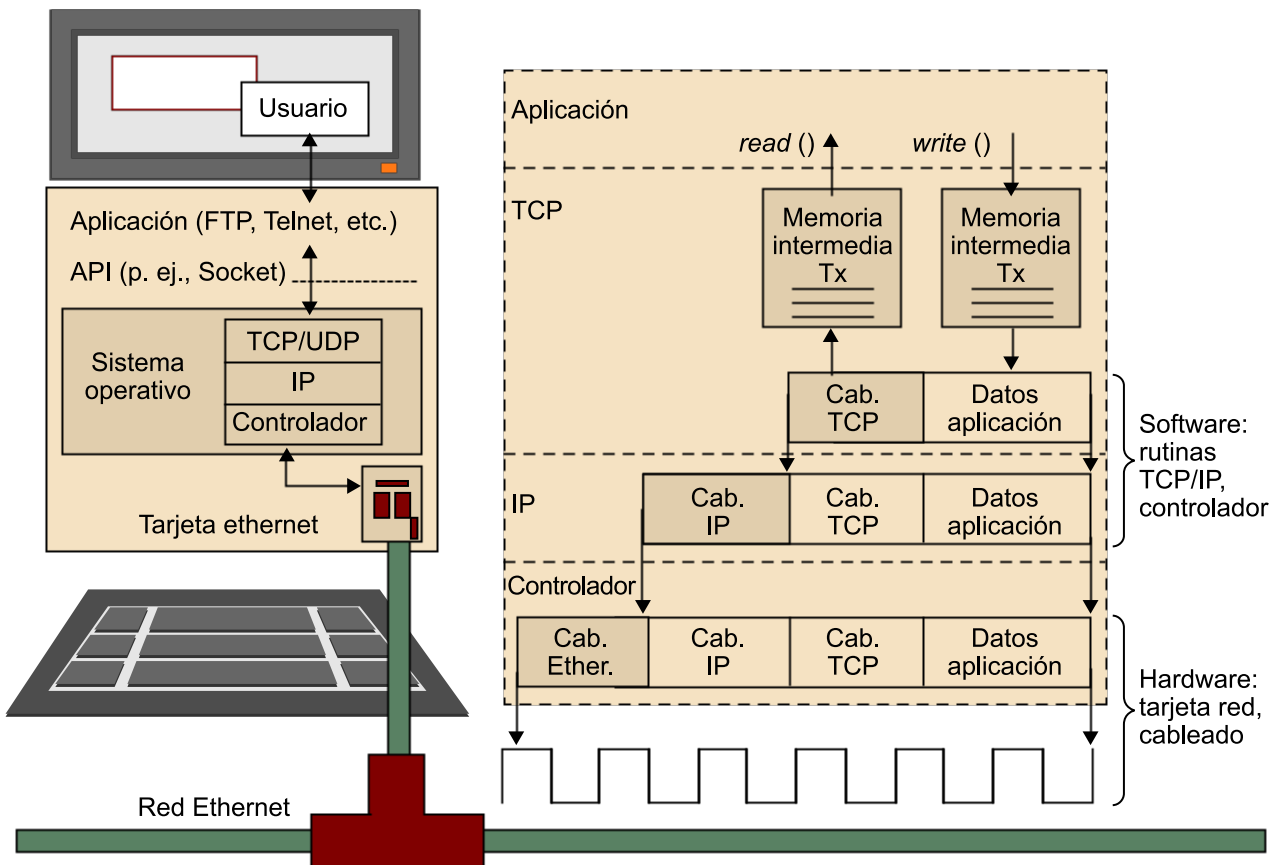 Usuario
Aplicación (FTP, Telnet, etc.)
API (p. ej., Socket)
Sistema
operativo
TCP/UDP
IP
Controlador
Tarjeta ethernet
Red Ethernet
Aplicación
read ()
write ()
TCP
Memoria
intermedia
Tx
Memoria
intermedia
Tx
Cab.
TCP
Datos
aplicación
IP
Cab.
IP
Cab.
TCP
Datos
aplicación
Controlador
Cab.
Ether.
Cab.
IP
Cab.
TCP
Datos
aplicación
Software:
rutinas
TCP/IP,
controlador
Hardware:
tarjeta red,
cableado